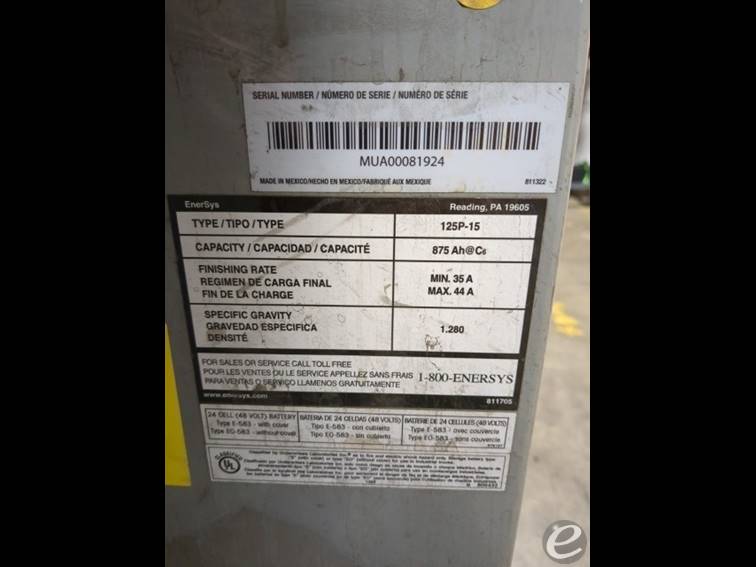 SERIAL NUMBER / NÚMERO DE SERIE / NUMÉRO DE SÉRIE
MUA00081924
MADE IN MEXICO/HECHO EN MEXICO/FABRIQUÉ AUX MEXIQUE 811322
EnerSys Reading, PA 19605
TYPE / TIPO / TYPE 125P-15
CAPACITY / CAPACIDAD / CAPACITÉ 875 Ah@C6
FINISHING RATE
REGIMEN DE CARGA FINAL
FIN DE LA CHARGE
MIN. 35 A
MAX. 44 A
SPECIFIC GRAVITY
GRAVEDAD ESPECIFICA
DENSITÉ
1.280
FOR SALES OR SERVICE CALL TOLL FREE
POUR LES VENTES OU LE SERVICE APPELLEZ SANS FRAIS
PARA VENTAS O SERVICO LLAMENOS GRATUITAMENTE
1-800-ENERSYS
www.enersys.com 811705
24 CELL (48 VOLT) BATTERY
Type E-583 - with cover
Type EO-583 - without cover
BATERIA DE 24 CELDAS (48 VOLTS)
Tipo E-583 - con cubierta
Tipo EO-583 - sin cubierta
BATTERIE DE 24 CELLULES (48 VOLTS)
Type E-583 - avec couvercle
Type EO-583 - sans couvercle
CLASSIFIED
UL
e